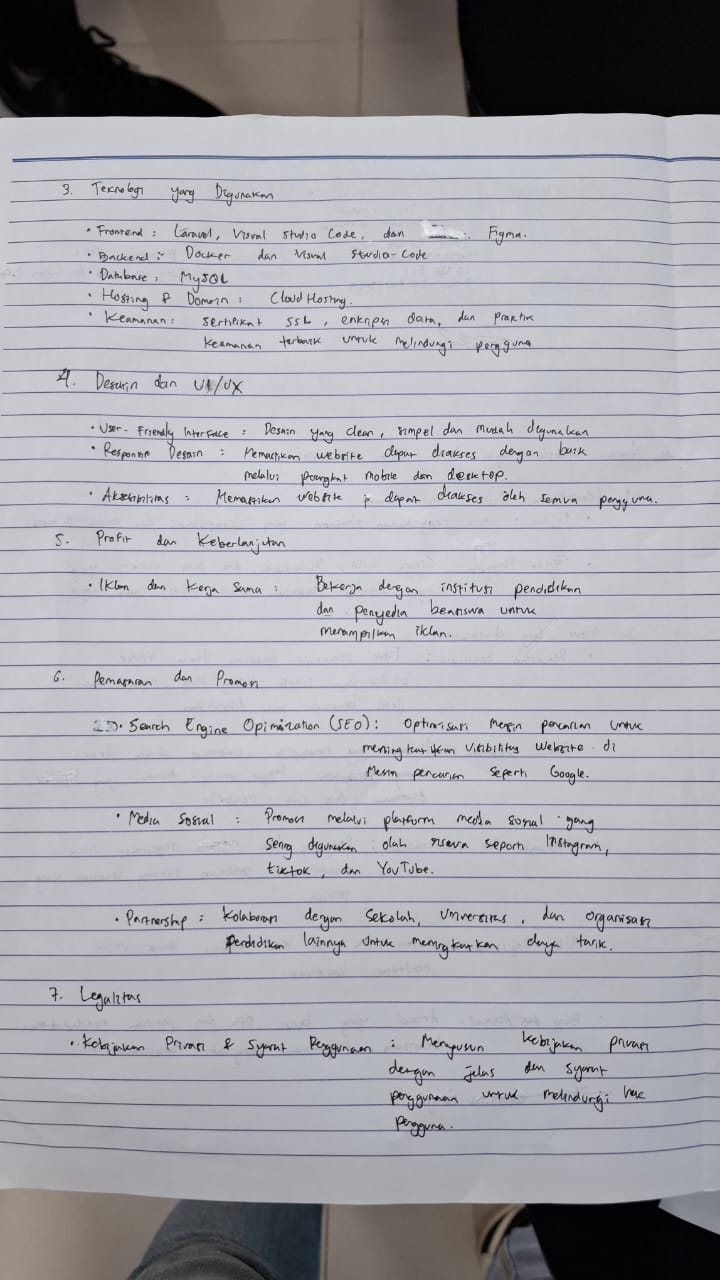 3. Teknologi yang Digunakan
• Frontend : Laravel, Visual Studio Code, dan Figma.
• Backend : Docker dan Visual Studio-Code
• Database : MySQL
• Hosting & Domain : Cloud Hosting.
• Keamanan : sertifikat SSL, enkripsi data, dan praktik
keamanan terbaik untuk melindungi pengguna
4. Desain dan UI/UX
• User-Friendly Interface : Desain yang clean, simpel dan mudah digunakan
• Responsif Desain : Memastikan website dapat diakses dengan baik
melalui perangkat mobile dan desktop.
• Aksesibilitas : Memastikan website dapat diakses oleh semua pengguna.
5. Profit dan Keberlanjutan
• Iklan dan Kerja Sama : Bekerja dengan institusi pendidikan
dan penyedia beasiswa untuk
menampilkan iklan.
6. Pemasaran dan Promosi
• Search Engine Opimization (SEO) : Optimisasi mesin pencarian untuk
meningkatkan visibilitas website di
mesin pencarian seperti Google.
• Media Sosial : Promosi melalui platform media sosial yang
sering digunakan oleh siswa seperti Instagram,
tiktok, dan YouTube.
• Partnership : Kolaborasi dengan Sekolah, Universitas, dan organisasi
pendidikan lainnya untuk meningkatkan daya tarik.
7. Legalitas
• Kebijakan Privasi & Syarat Penggunaan : Menyusun kebijakan privasi
dengan jelas dan syarat
penggunaan untuk melindungi hak
pengguna.